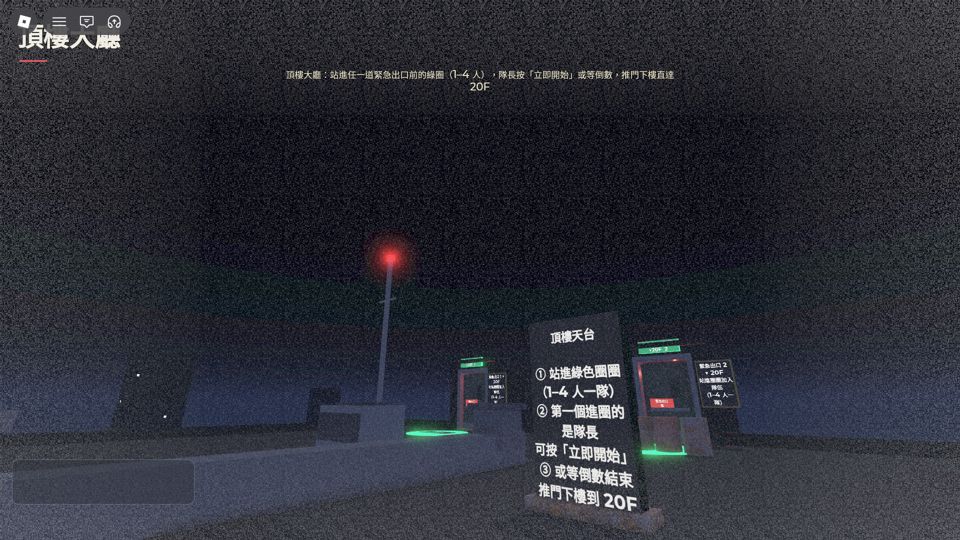 頂樓大廳
頂樓大廳：站進任一道緊急出口前的綠圈（1–4 人），隊長按「立即開始」或等倒數，推門下樓直達
20F
頂樓天台
① 站進綠色圈圈
（1–4 人一隊）
② 第一個進圈的
是隊長
可按「立即開始」
③ 或等倒數結束
推門下樓到 20F
緊急出口 2
▼ 20F
站進圈圈加入
隊伍
（1–4 人一
隊）